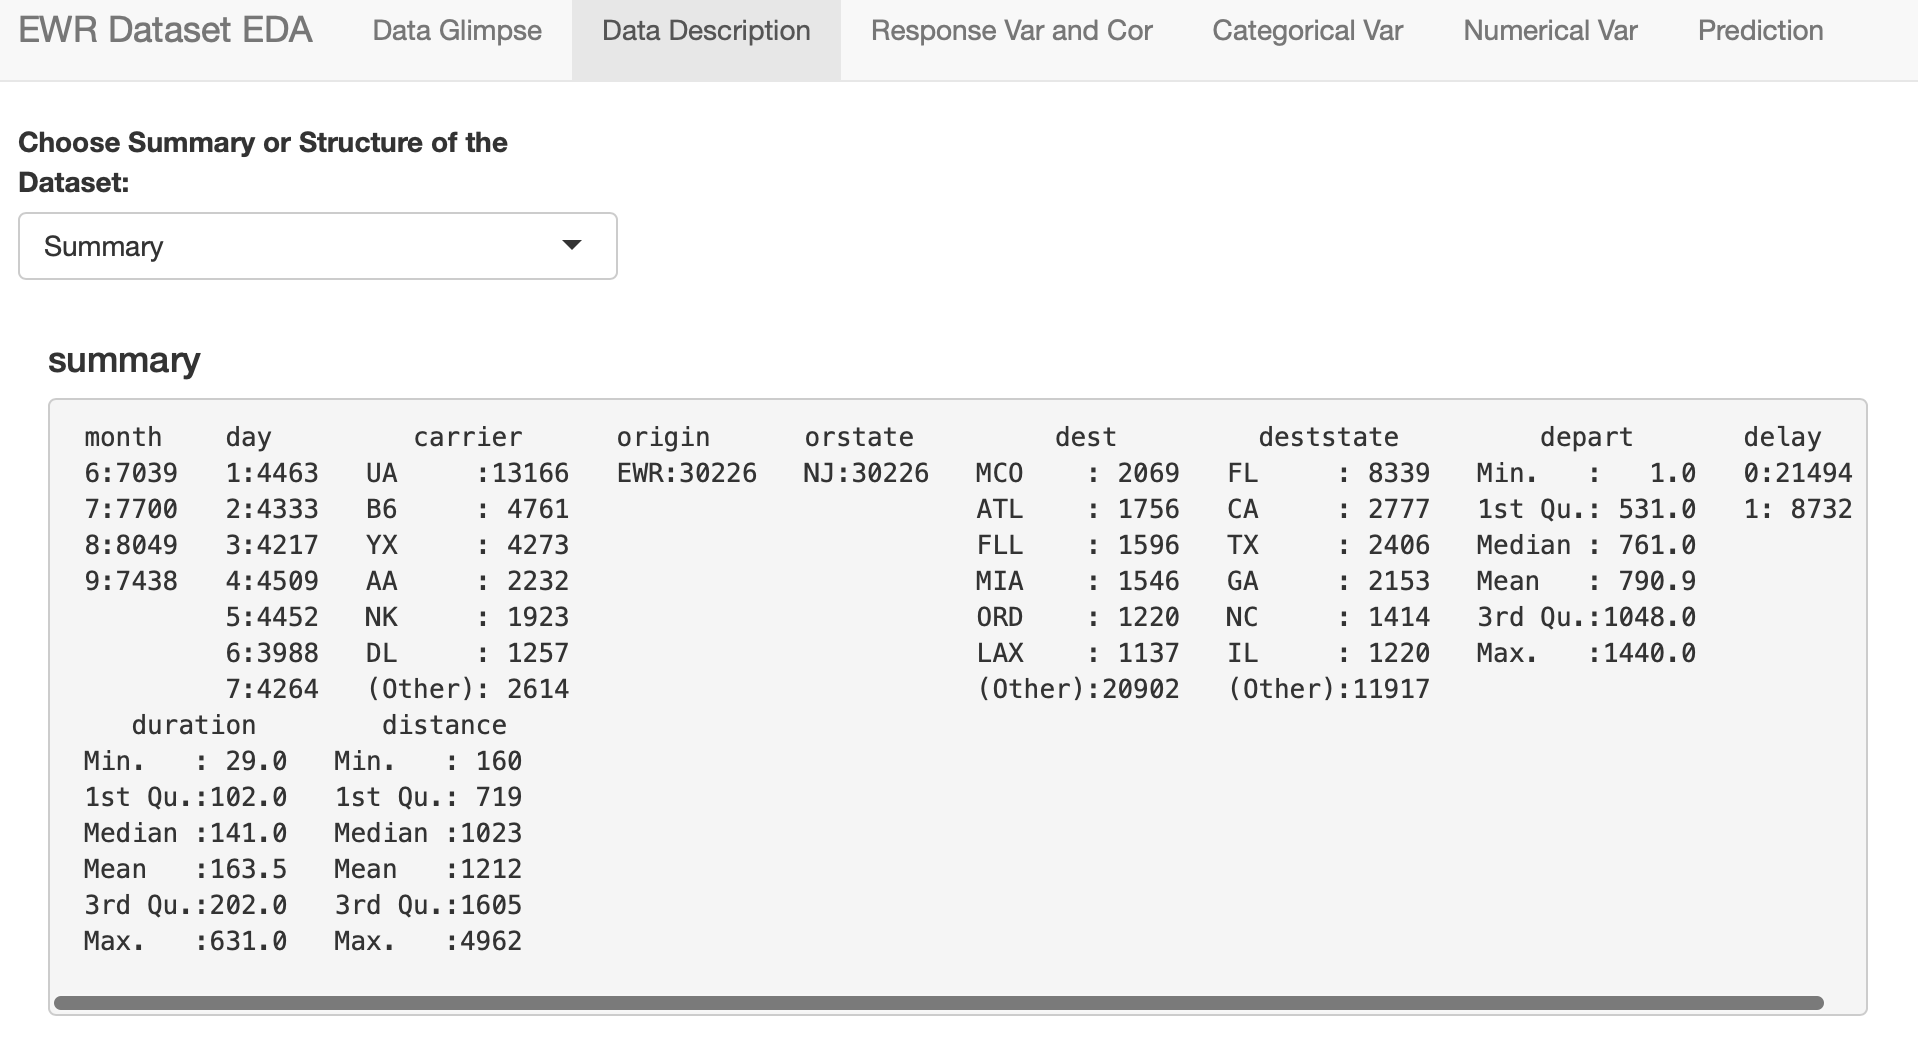 EWR Dataset EDA Data Glimpse Data Description Response Var and Cor Categorical Var Numerical Var Prediction
Choose Summary or Structure of the
Dataset:
Summary
summary
month day carrier origin orstate dest deststate depart delay
6:7039 1:4463 UA :13166 EWR:30226 NJ:30226 MCO : 2069 FL : 8339 Min. : 1.0 0:21494
7:7700 2:4333 B6 : 4761 ATL : 1756 CA : 2777 1st Qu.: 531.0 1: 8732
8:8049 3:4217 YX : 4273 FLL : 1596 TX : 2406 Median : 761.0
9:7438 4:4509 AA : 2232 MIA : 1546 GA : 2153 Mean : 790.9
5:4452 NK : 1923 ORD : 1220 NC : 1414 3rd Qu.:1048.0
6:3988 DL : 1257 LAX : 1137 IL : 1220 Max. :1440.0
7:4264 (Other): 2614 (Other):20902 (Other):11917
duration distance
Min. : 29.0 Min. : 160
1st Qu.:102.0 1st Qu.: 719
Median :141.0 Median :1023
Mean :163.5 Mean :1212
3rd Qu.:202.0 3rd Qu.:1605
Max. :631.0 Max. :4962